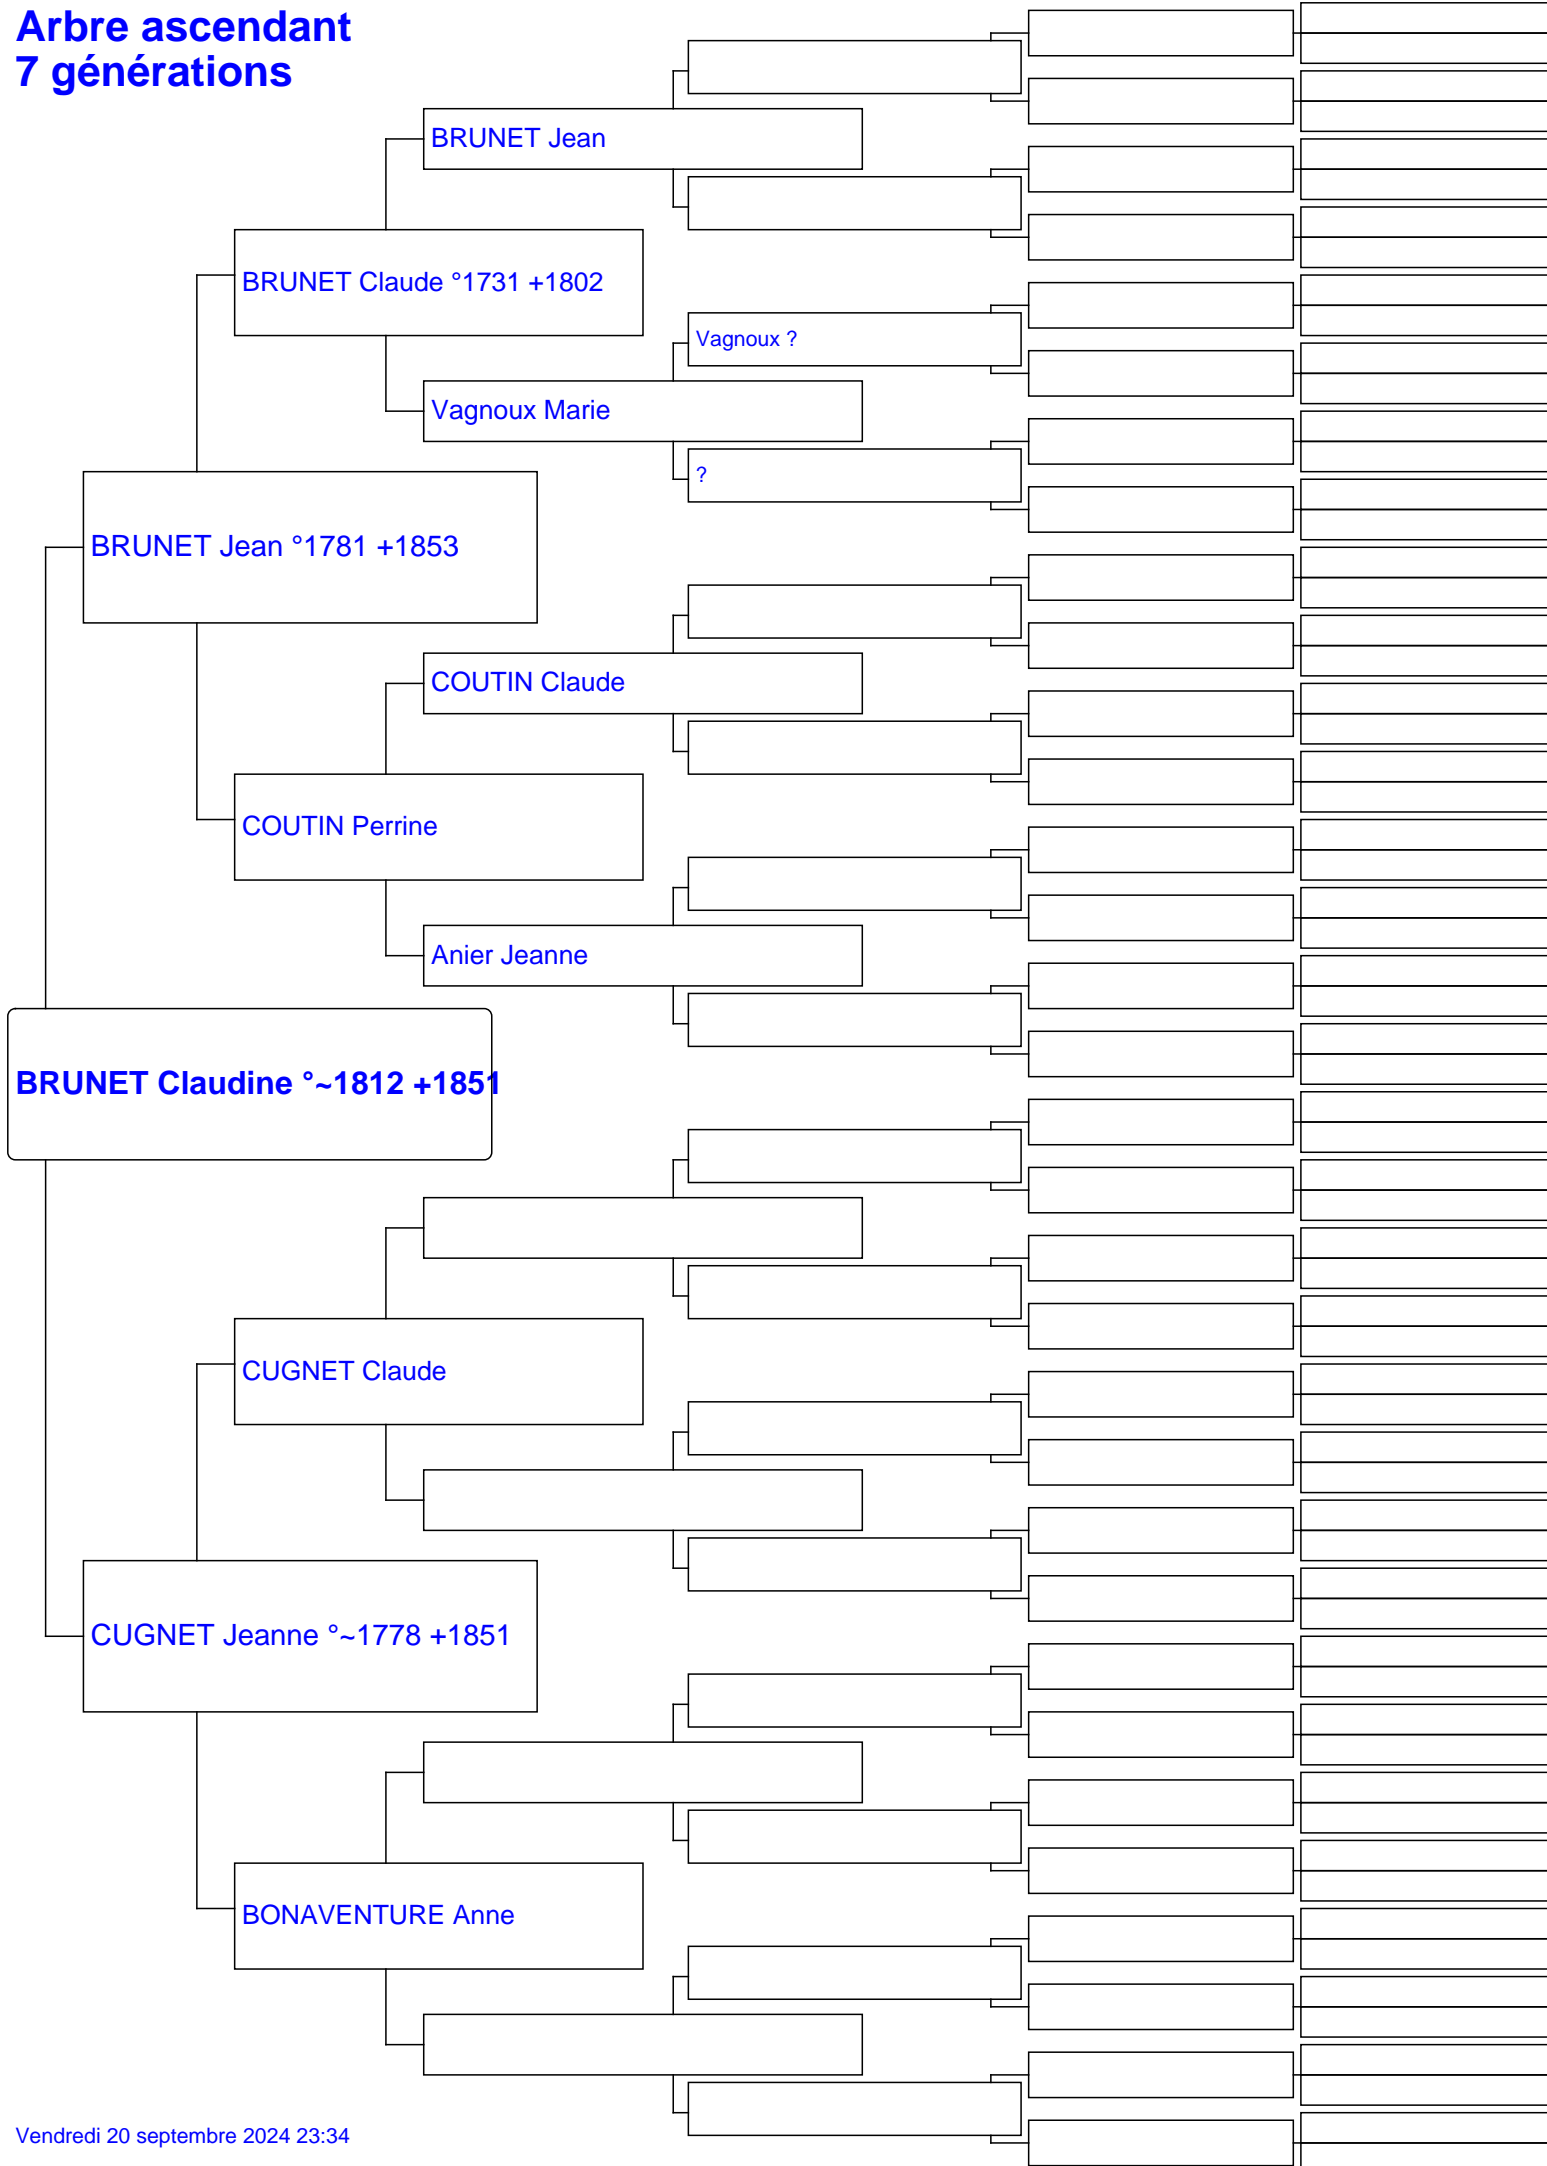 Arbre ascendant
7 générations
BRUNET Jean
BRUNET Claude °1731 +1802
Vagnoux ?
Vagnoux Marie
?
BRUNET Jean °1781 +1853
COUTIN Claude
COUTIN Perrine
Anier Jeanne
BRUNET Claudine °~1812 +1851
CUGNET Claude
CUGNET Jeanne °~1778 +1851
BONAVENTURE Anne
Vendredi 20 septembre 2024 23:34